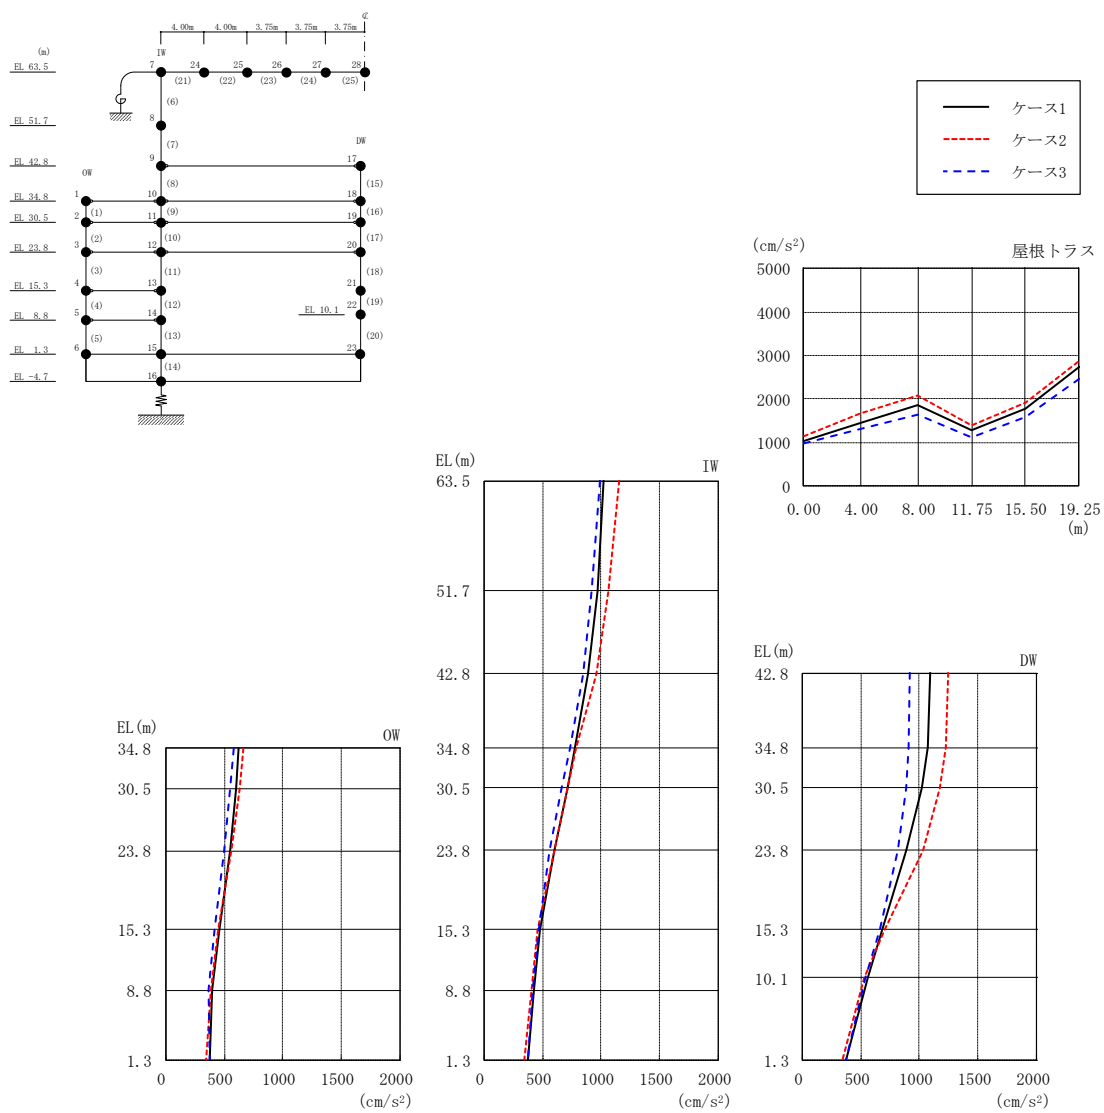 ℄
4.00m 4.00m 3.75m 3.75m 3.75m
(m) IW
EL 63.5 7 24 25 26 27 28
(21) (22) (23) (24) (25)
(6)
EL 51.7 8
(7) DW
EL 42.8 9 17
OW (8) (15)
EL 34.8 1 10 18
(1) (9) (16)
EL 30.5 2 11 19
(2) (10) (17)
EL 23.8 3 12 20
(3) (11) (18)
EL 15.3 4 13 21
(4) (12) (19)
EL 10.1 22
EL 8.8 5 14
(5) (13) (20)
EL 1.3 6 15 23
(14)
EL -4.7 16
ケース1
ケース2
ケース3
(cm/s²) 屋根トラス
5000
4000
3000
2000
1000
0
0.00 4.00 8.00 11.75 15.50 19.25
(m)
EL(m) IW
63.5
51.7
42.8
34.8
30.5
23.8
15.3
8.8
1.3
0 500 1000 1500 2000
(cm/s²)
EL(m) DW
42.8
34.8
30.5
23.8
15.3
10.1
1.3
0 500 1000 1500 2000
(cm/s²)
EL(m) OW
34.8
30.5
23.8
15.3
8.8
1.3
0 500 1000 1500 2000
(cm/s²)